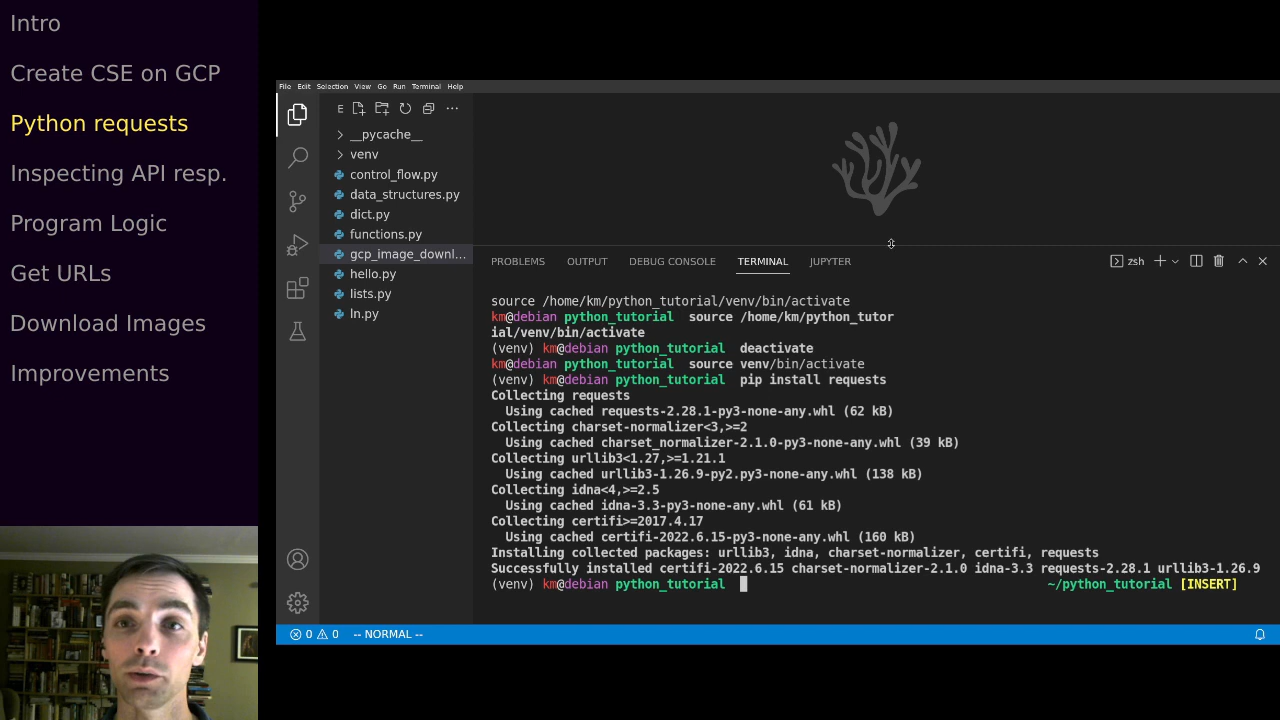 Intro
Create CSE on GCP
Python requests
Inspecting API resp.
Program Logic
Get URLs
Download Images
Improvements
File Edit Selection View Go Run Terminal Help
E
__pycache__
venv
control_flow.py
data_structures.py
dict.py
functions.py
gcp_image_downl...
hello.py
lists.py
ln.py
PROBLEMS OUTPUT DEBUG CONSOLE TERMINAL JUPYTER
zsh
source /home/km/python_tutorial/venv/bin/activate
km@debian python_tutorial source /home/km/python_tutor
ial/venv/bin/activate
(venv) km@debian python_tutorial deactivate
km@debian python_tutorial source venv/bin/activate
(venv) km@debian python_tutorial pip install requests
Collecting requests
Using cached requests-2.28.1-py3-none-any.whl (62 kB)
Collecting charset-normalizer<3,>=2
Using cached charset_normalizer-2.1.0-py3-none-any.whl (39 kB)
Collecting urllib3<1.27,>=1.21.1
Using cached urllib3-1.26.9-py2.py3-none-any.whl (138 kB)
Collecting idna<4,>=2.5
Using cached idna-3.3-py3-none-any.whl (61 kB)
Collecting certifi>=2017.4.17
Using cached certifi-2022.6.15-py3-none-any.whl (160 kB)
Installing collected packages: urllib3, idna, charset-normalizer, certifi, requests
Successfully installed certifi-2022.6.15 charset-normalizer-2.1.0 idna-3.3 requests-2.28.1 urllib3-1.26.9
(venv) km@debian python_tutorial ~/python_tutorial [INSERT]
0 0 -- NORMAL --